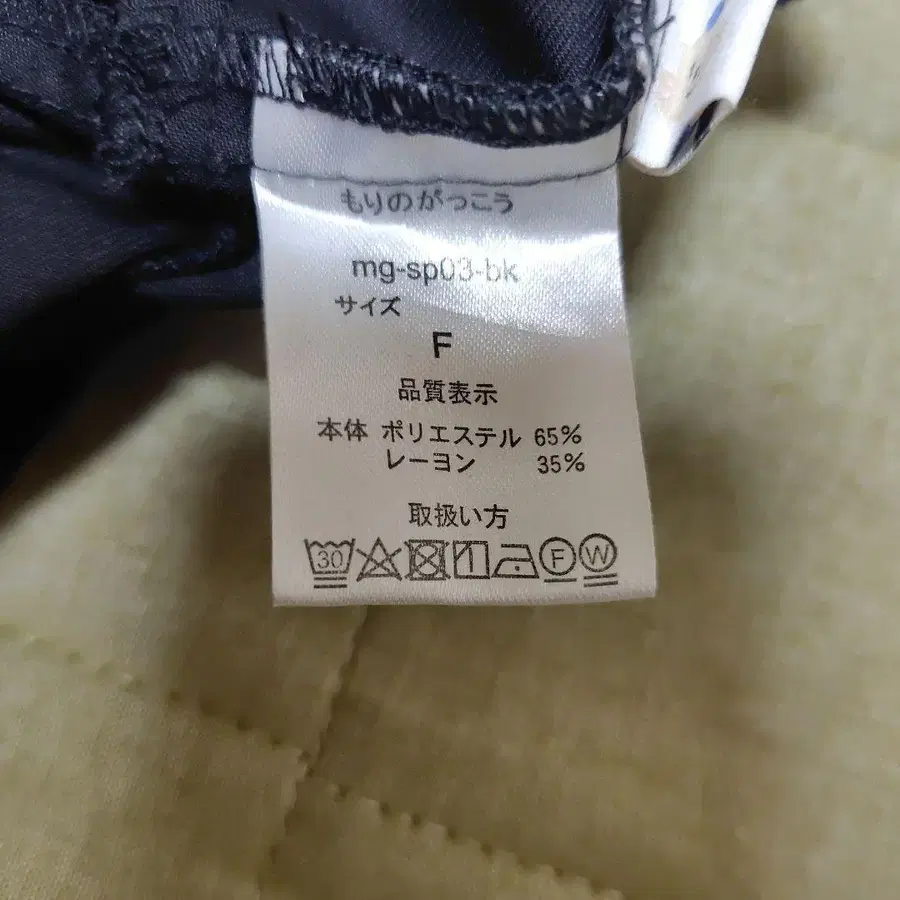 もりのがっこう
mg-sp03-bk
サイズ
F
品質表示
本体 ポリエステル 65%
レーヨン 35%
取扱い方
30 F W